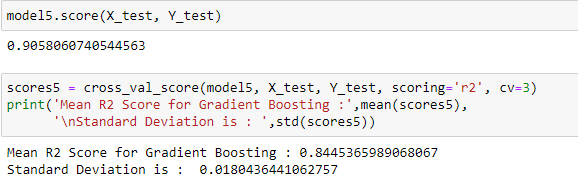 model5.score(X_test, Y_test)
0.9058060740544563
scores5 = cross_val_score(model5, X_test, Y_test, scoring='r2', cv=3)
print('Mean R2 Score for Gradient Boosting :',mean(scores5),
'\nStandard Deviation is : ',std(scores5))
Mean R2 Score for Gradient Boosting : 0.8445365989068067
Standard Deviation is :  0.0180436441062757